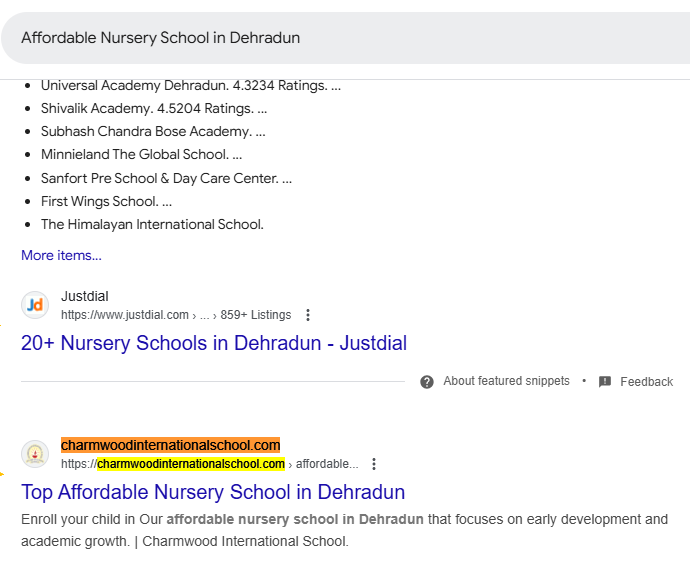 Affordable Nursery School in Dehradun
Universal Academy Dehradun. 4.3234 Ratings. ...
Shivalik Academy. 4.5204 Ratings. ...
Subhash Chandra Bose Academy. ...
Minnieland The Global School. ...
Sanfort Pre School & Day Care Center. ...
First Wings School. ...
The Himalayan International School.
More items...
Jd
Justdial
https://www.justdial.com › ... › 859+ Listings
20+ Nursery Schools in Dehradun - Justdial
About featured snippets • Feedback
charmwoodinternationalschool.com
https://charmwoodinternationalschool.com › affordable...
Top Affordable Nursery School in Dehradun
Enroll your child in Our affordable nursery school in Dehradun that focuses on early development and
academic growth. | Charmwood International School.